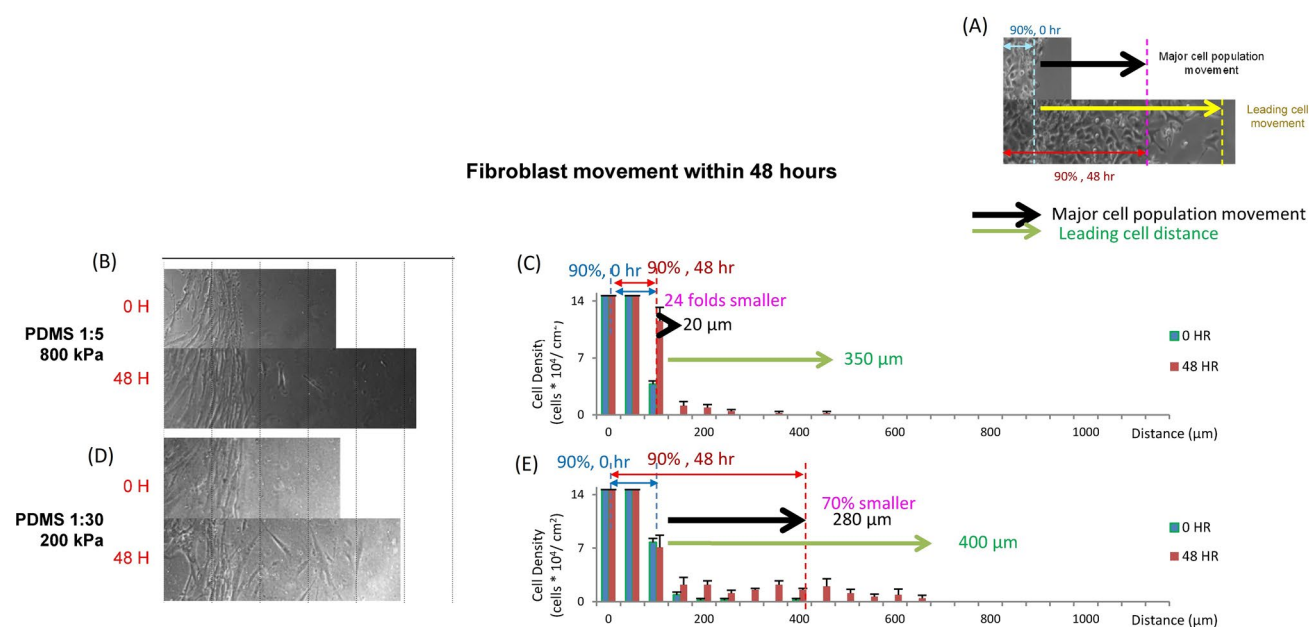 (A)
90%, 0 hr
Major cell population
movement
Leading cell
movement
90% , 48 hr
Fibroblast movement within 48 hours
Major cell population movement
Leading cell distance
(B)
0 H
PDMS 1:5
800 kPa
48 H
(C)
90%, 0 hr
90% , 48 hr
24 folds smaller
20 µm
350 µm
0 HR
48 HR
Cell Density
(cells * 10⁴/ cm²)
14
7
0
0 200 400 600 800 1000 Distance (µm)
(D)
0 H
PDMS 1:30
200 kPa
48 H
(E)
90%, 0 hr
90% , 48 hr
70% smaller
280 µm
400 µm
0 HR
48 HR
Cell Density
(cells * 10⁴/ cm²)
14
7
0
0 200 400 600 800 1000 Distance (µm)